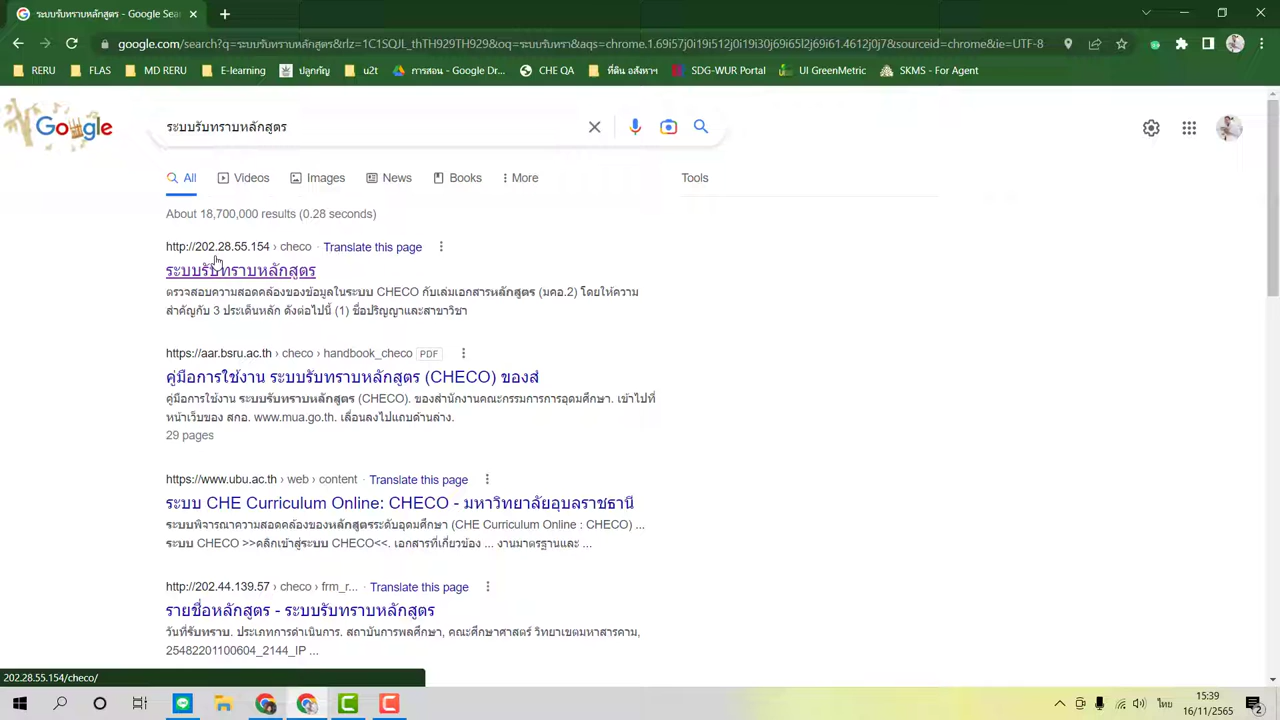 ระบบรับทราบหลักสูตร - Google Sea
google.com/search?q=ระบบรับทราบหลักสูตร&rlz=1C1SQJL_thTH929TH929&oq=ระบบรับทรา&aqs=chrome.1.69i57j0i19i512j0i19i30j69i65l2j69i61.4612j0j7&sourceid=chrome&ie=UTF-8
RERU FLAS MD RERU E-learning ปลูกกัญ u2t การสอน - Google Dr... CHE QA ที่ดิน อสังหาฯ SDG-WUR Portal UI GreenMetric SKMS - For Agent
Google ระบบรับทราบหลักสูตร
All Videos Images News Books More Tools
About 18,700,000 results (0.28 seconds)
http://202.28.55.154 › checo · Translate this page
ระบบรับทราบหลักสูตร
ตรวจสอบความสอดคล้องของข้อมูลในระบบ CHECO กับเล่มเอกสารหลักสูตร (มคอ.2) โดยให้ความ
สำคัญกับ 3 ประเด็นหลัก ดังต่อไปนี้ (1) ชื่อปริญญาและสาขาวิชา
https://aar.bsru.ac.th › checo › handbook_checo PDF
คู่มือการใช้งาน ระบบรับทราบหลักสูตร (CHECO) ของสํ
คู่มือการใช้งาน ระบบรับทราบหลักสูตร (CHECO). ของสำนักงานคณะกรรมการการอุดมศึกษา. เข้าไปที่
หน้าเว็บของ สกอ. www.mua.go.th. เลื่อนลงไปแถบด้านล่าง.
29 pages
https://www.ubu.ac.th › web › content · Translate this page
ระบบ CHE Curriculum Online: CHECO - มหาวิทยาลัยอุบลราชธานี
ระบบพิจารณาความสอดคล้องของหลักสูตรระดับอุดมศึกษา (CHE Curriculum Online : CHECO) ...
ระบบ CHECO >>คลิกเข้าสู่ระบบ CHECO<<. เอกสารที่เกี่ยวข้อง ... งานมาตรฐานและ ...
http://202.44.139.57 › checo › frm_r... · Translate this page
รายชื่อหลักสูตร - ระบบรับทราบหลักสูตร
วันที่รับทราบ. ประเภทการดำเนินการ. สถาบันการพลศึกษา, คณะศึกษาศาสตร์ วิทยาเขตมหาสารคาม,
25482201100604_2144_IP ...
202.28.55.154/checo/
ไทย
15:39
16/11/2565
2